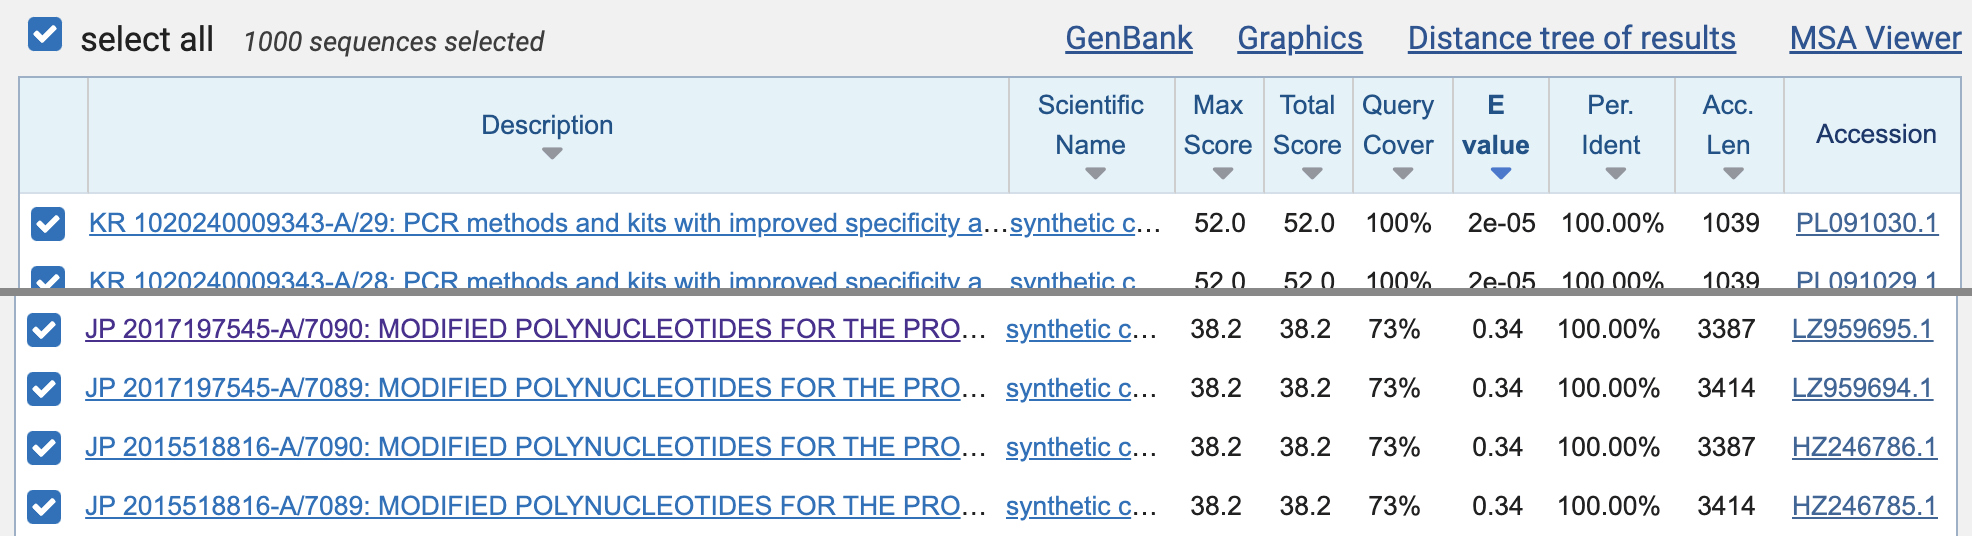 select all 1000 sequences selected GenBank Graphics Distance tree of results MSA Viewer
Description Scientific Name Max Score Total Score Query Cover E value Per. Ident Acc. Len Accession
KR 1020240009343-A/29: PCR methods and kits with improved specificity a... synthetic c... 52.0 52.0 100% 2e-05 100.00% 1039 PL091030.1
KR 1020240009343-A/28: PCR methods and kits with improved specificity a synthetic c 52.0 52.0 100% 2e-05 100.00% 1039 PL091029.1
JP 2017197545-A/7090: MODIFIED POLYNUCLEOTIDES FOR THE PRO... synthetic c... 38.2 38.2 73% 0.34 100.00% 3387 LZ959695.1
JP 2017197545-A/7089: MODIFIED POLYNUCLEOTIDES FOR THE PRO... synthetic c... 38.2 38.2 73% 0.34 100.00% 3414 LZ959694.1
JP 2015518816-A/7090: MODIFIED POLYNUCLEOTIDES FOR THE PRO... synthetic c... 38.2 38.2 73% 0.34 100.00% 3387 HZ246786.1
JP 2015518816-A/7089: MODIFIED POLYNUCLEOTIDES FOR THE PRO... synthetic c... 38.2 38.2 73% 0.34 100.00% 3414 HZ246785.1